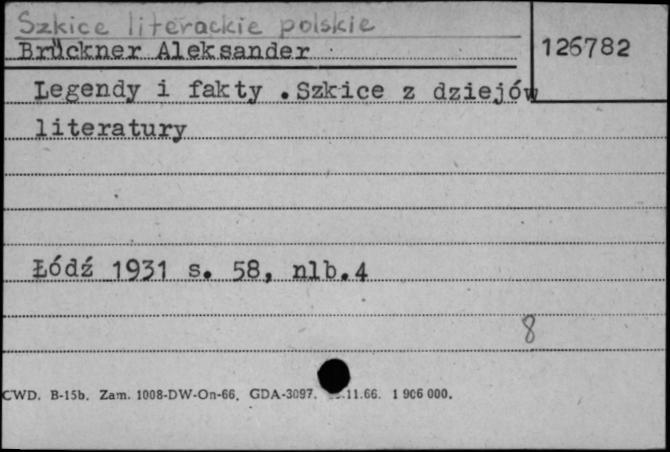 Szkice literackie polskie
Brückner Aleksander
126782
Legendy i fakty .Szkice z dziejów
literatury
Łódź 1931 s. 58, nlb.4
8
CWD. B-15b. Zam. 1008-DW-On-66. GDA-3097. .11.66. 1 906 000.